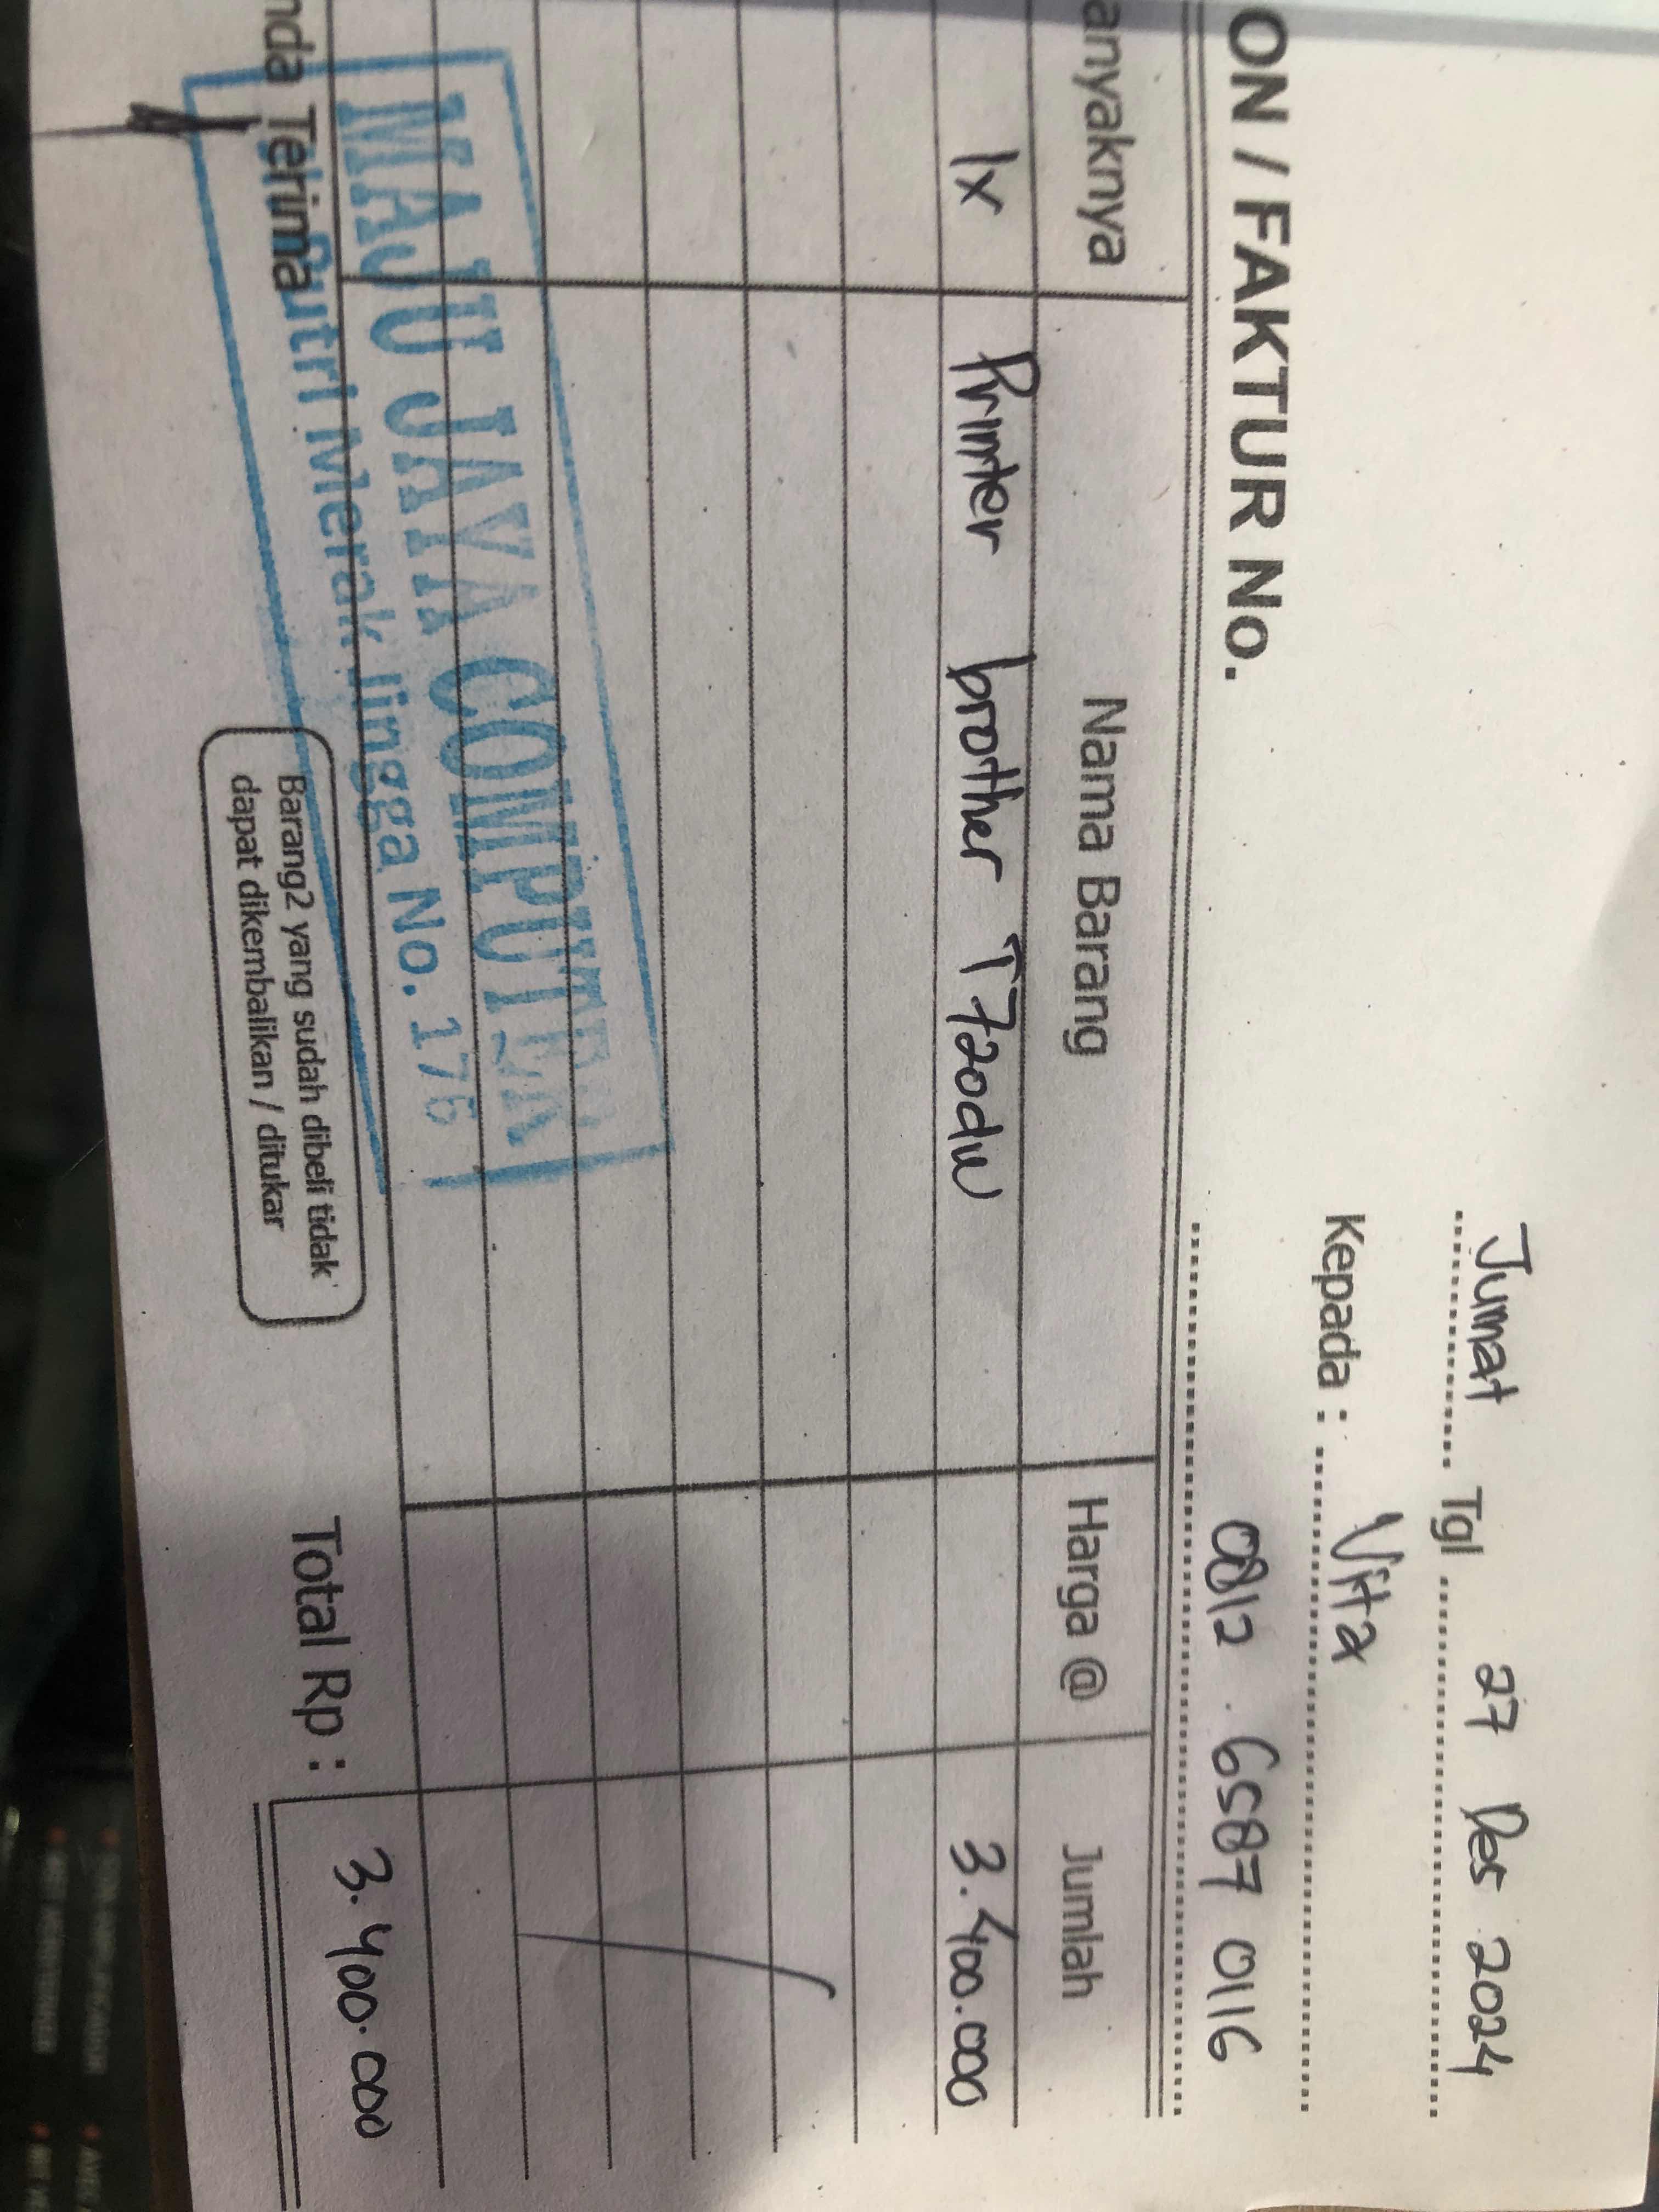 Jumat Tgl 27 Des 2024
Kepada : Vita
ON / FAKTUR No.
0812 6587 0116
anyaknya Nama Barang Harga @ Jumlah
1x Printer brother T720dw 3.400.000
MAJU JAYA COMPUTER
Putri Merak Jingga No. 176
nda Terima
Barang2 yang sudah dibeli tidak
dapat dikembalikan / ditukar
Total Rp : 3.400.000